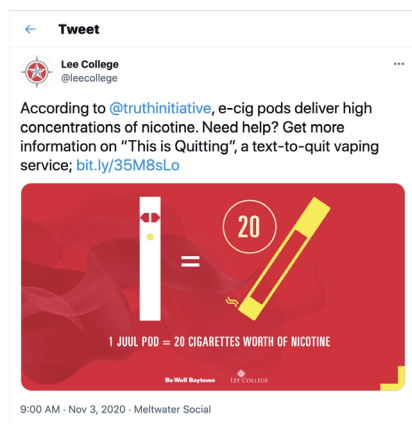 Tweet
Lee College
@leecollege
According to @truthinitiative, e-cig pods deliver high
concentrations of nicotine. Need help? Get more
information on “This is Quitting”, a text-to-quit vaping
service; bit.ly/35M8sLo
20
=
1 JUUL POD = 20 CIGARETTES WORTH OF NICOTINE
Be Well Baytown
LEE COLLEGE
9:00 AM · Nov 3, 2020 · Meltwater Social